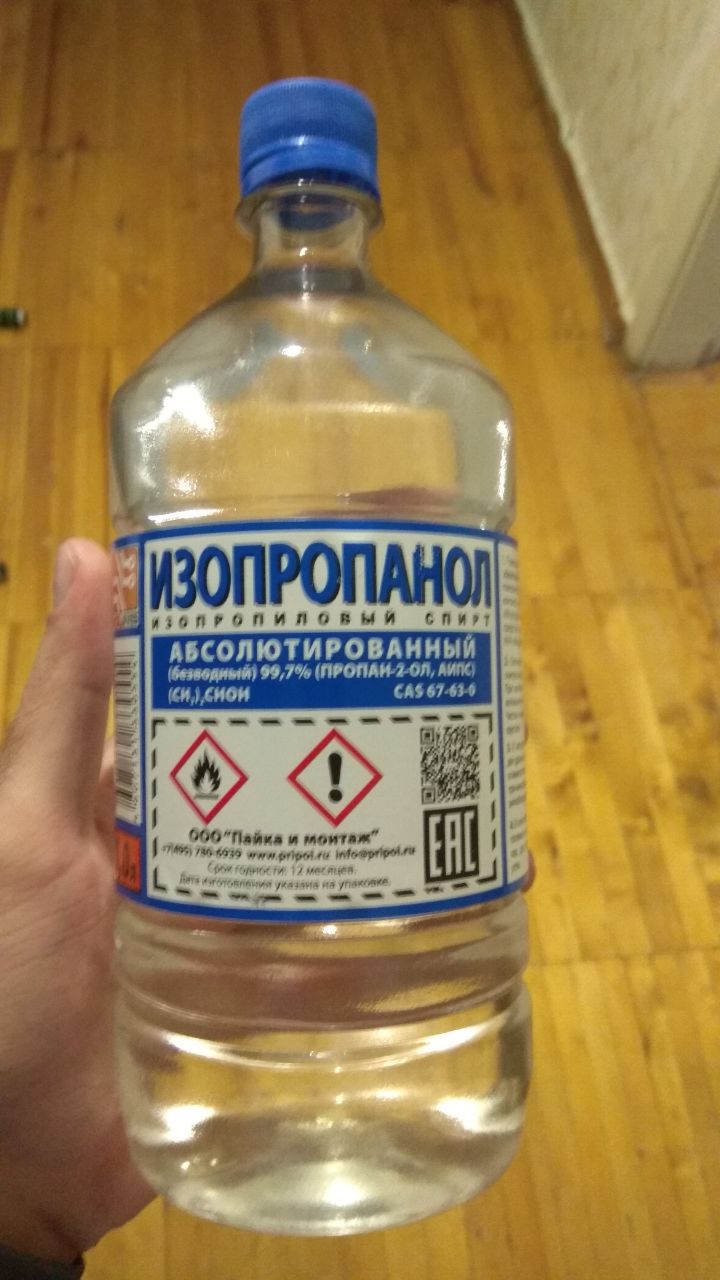 ИЗОПРОПАНОЛ
ИЗОПРОПИЛОВЫЙ СПИРТ
АБСОЛЮТИРОВАННЫЙ
(безводный) 99,7% (ПРОПАН-2-ОЛ, АИПС)
(CH₃)₂CHOH CAS 67-63-0
EAC
ООО "Пайка и монтаж"
+7(495) 780-6939 www.pripoi.ru info@pripoi.ru
Срок годности: 12 месяцев.
Дата изготовления указана на упаковке.